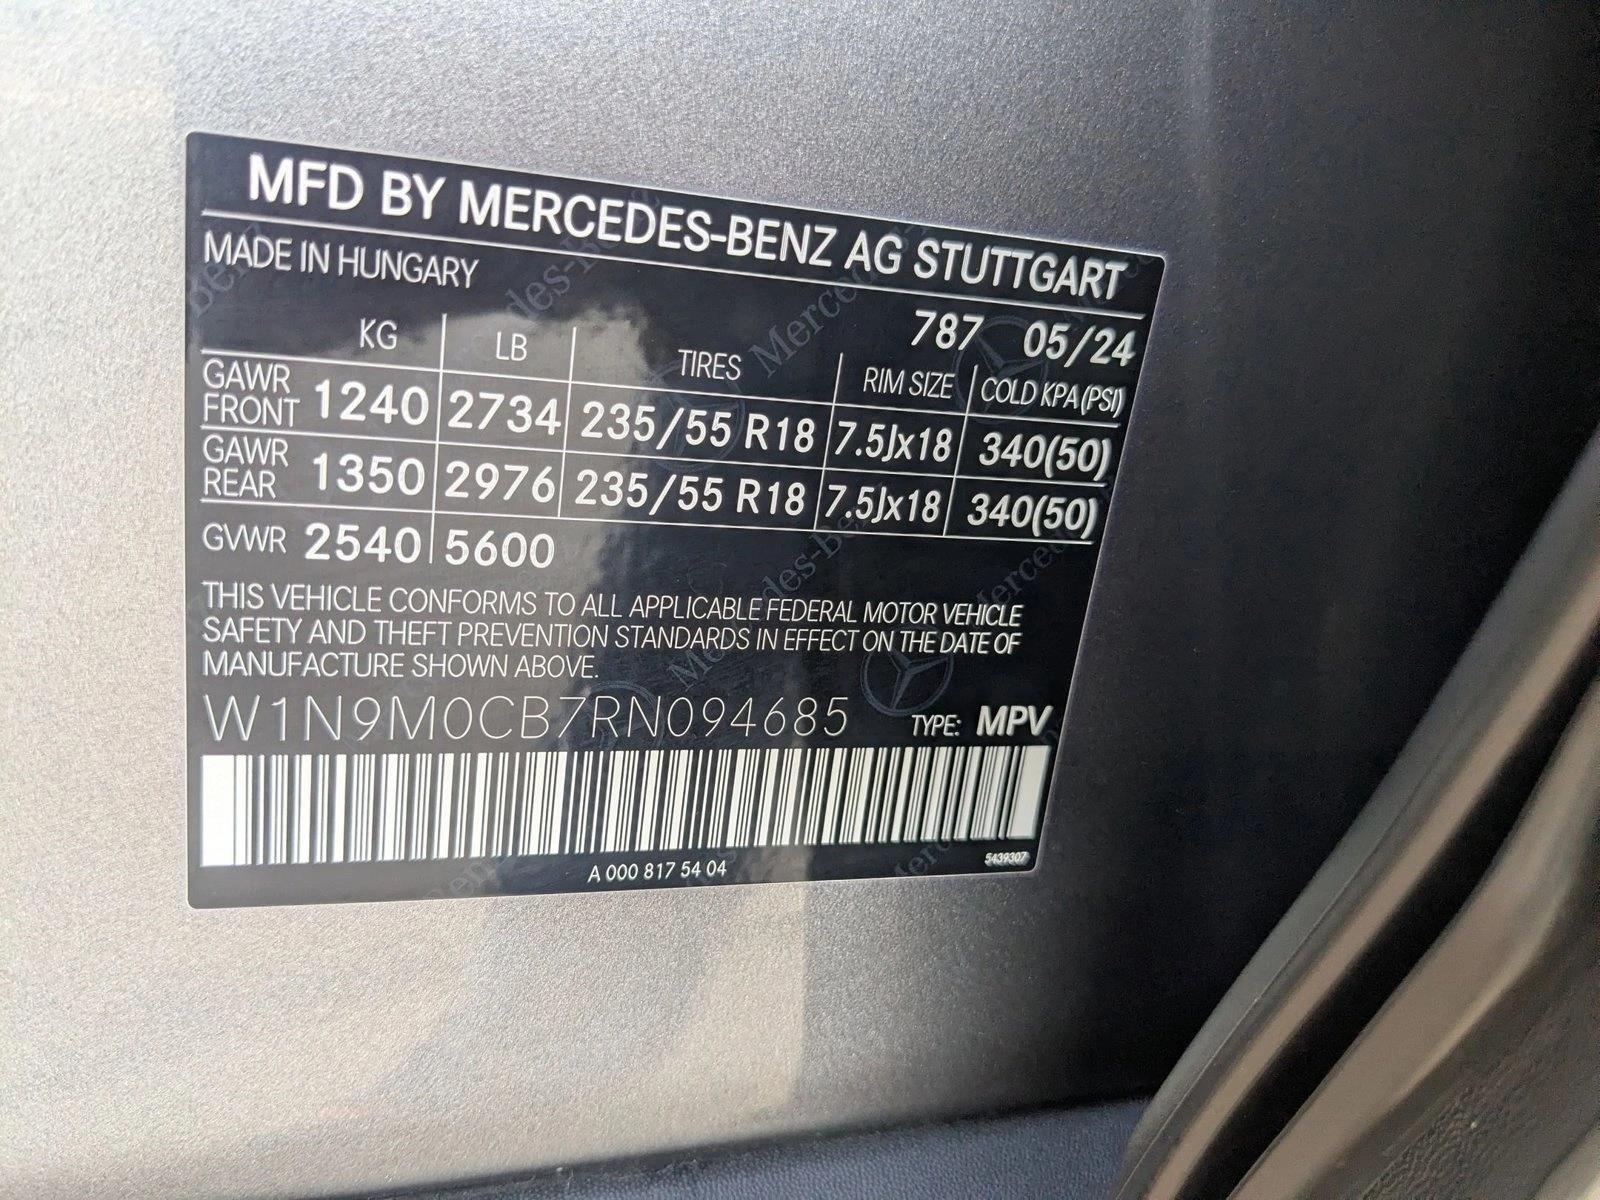 MFD BY MERCEDES-BENZ AG STUTTGART
MADE IN HUNGARY
787 05/24
KG LB TIRES RIM SIZE COLD KPA(PSI)
GAWR FRONT 1240 2734 235/55 R18 7.5Jx18 340(50)
GAWR REAR 1350 2976 235/55 R18 7.5Jx18 340(50)
GVWR 2540 5600
THIS VEHICLE CONFORMS TO ALL APPLICABLE FEDERAL MOTOR VEHICLE
SAFETY AND THEFT PREVENTION STANDARDS IN EFFECT ON THE DATE OF
MANUFACTURE SHOWN ABOVE.
W1N9M0CB7RN094685 TYPE: MPV
A 000 817 54 04
5439307